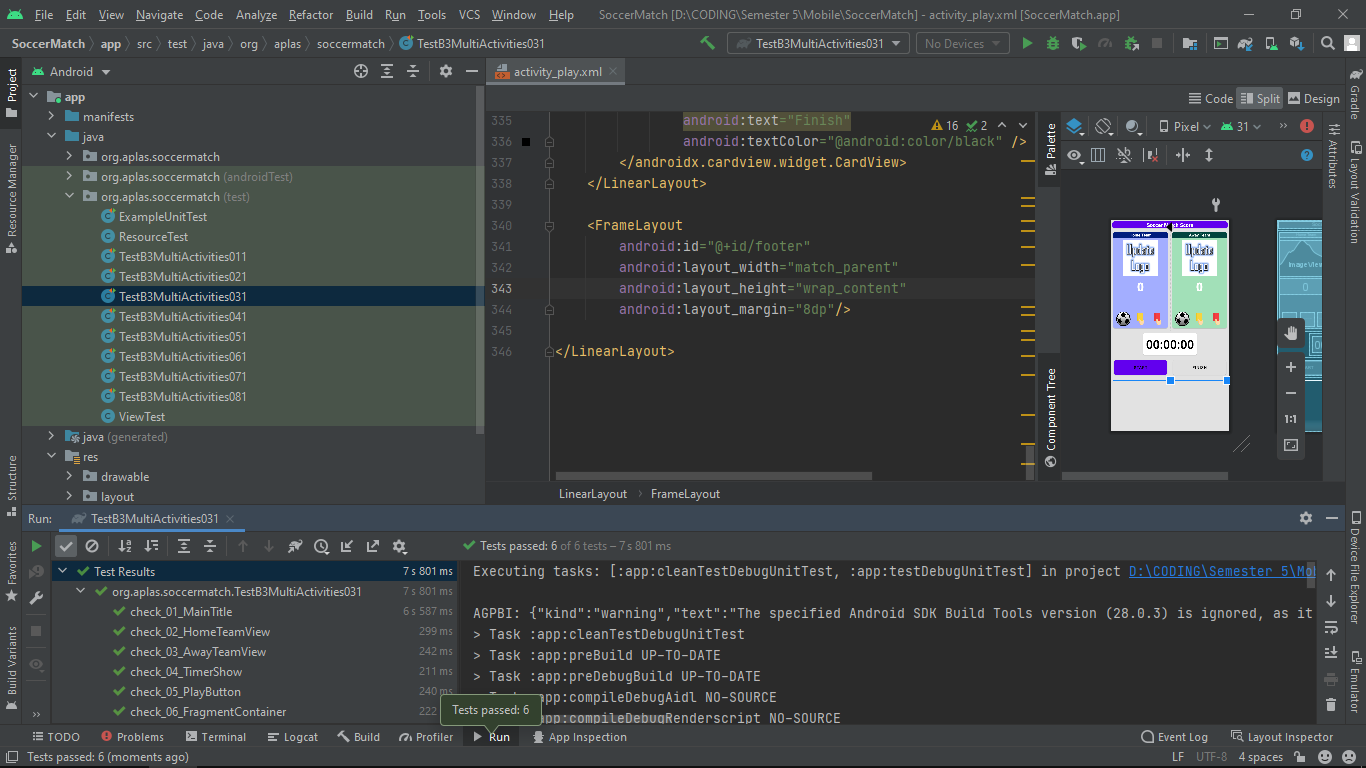 File Edit View Navigate Code Analyze Refactor Build Run Tools VCS Window Help SoccerMatch [D:\CODING\Semester 5\Mobile\SoccerMatch] - activity_play.xml [SoccerMatch.app]
SoccerMatch app src test java org aplas soccermatch TestB3MultiActivities031 TestB3MultiActivities031 No Devices
Project
Android
activity_play.xml
Gradle
app
manifests
java
org.aplas.soccermatch
org.aplas.soccermatch (androidTest)
org.aplas.soccermatch (test)
ExampleUnitTest
ResourceTest
TestB3MultiActivities011
TestB3MultiActivities021
TestB3MultiActivities031
TestB3MultiActivities041
TestB3MultiActivities051
TestB3MultiActivities061
TestB3MultiActivities071
TestB3MultiActivities081
ViewTest
java (generated)
res
drawable
layout
Resource Manager
Structure
Favorites
Build Variants
Code Split Design
16 2
335 android:text="Finish"
336 android:textColor="@android:color/black" />
337 </androidx.cardview.widget.CardView>
338 </LinearLayout>
339
340 <FrameLayout
341 android:id="@+id/footer"
342 android:layout_width="match_parent"
343 android:layout_height="wrap_content"
344 android:layout_margin="8dp"/>
345
346 </LinearLayout>
LinearLayout FrameLayout
Palette
Component Tree
Pixel 31
Attributes
Layout Validation
Device File Explorer
Emulator
Soccer Match Score
Update Logo
Update Logo
0 0
00:00:00
1:1
Run: TestB3MultiActivities031
Tests passed: 6 of 6 tests – 7 s 801 ms
Test Results 7 s 801 ms
org.aplas.soccermatch.TestB3MultiActivities031 7 s 801 ms
check_01_MainTitle 6 s 587 ms
check_02_HomeTeamView 299 ms
check_03_AwayTeamView 242 ms
check_04_TimerShow 211 ms
check_05_PlayButton 240 ms
check_06_FragmentContainer 222
Executing tasks: [:app:cleanTestDebugUnitTest, :app:testDebugUnitTest] in project D:\CODING\Semester 5\Mob
AGPBI: {"kind":"warning","text":"The specified Android SDK Build Tools version (28.0.3) is ignored, as it
> Task :app:cleanTestDebugUnitTest
> Task :app:preBuild UP-TO-DATE
> Task :app:preDebugBuild UP-TO-DATE
:app:compileDebugAidl NO-SOURCE
:app:compileDebugRenderscript NO-SOURCE
Tests passed: 6
TODO Problems Terminal Logcat Build Profiler Run App Inspection Event Log Layout Inspector
Tests passed: 6 (moments ago) LF UTF-8 4 spaces